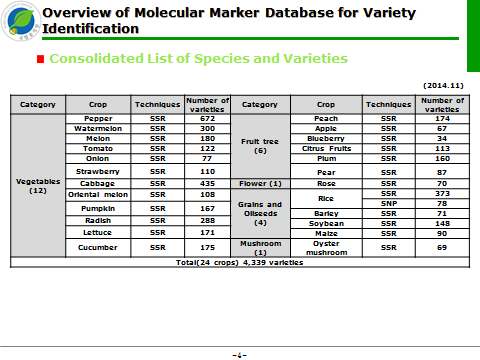 Overview of Molecular Marker Database for Variety
Identification
Consolidated List of Species and Varieties
(2014.11)
Category Crop Techniques Number of varieties Category Crop Techniques Number of varieties
Vegetables (12) Pepper SSR 672 Fruit tree (6) Peach SSR 174
Watermelon SSR 300 Apple SSR 67
Melon SSR 180 Blueberry SSR 34
Tomato SSR 122 Citrus Fruits SSR 113
Onion SSR 77 Plum SSR 160
Strawberry SSR 110 Pear SSR 87
Cabbage SSR 435 Flower (1) Rose SSR 70
Oriental melon SSR 108 Grains and Oilseeds (4) Rice SSR 373
Pumpkin SSR 167 SNP 78
Barley SSR 71
Radish SSR 288 Soybean SSR 148
Lettuce SSR 171 Maize SSR 90
Cucumber SSR 175 Mushroom (1) Oyster mushroom SSR 69
Total(24 crops) 4,339 varieties
-4-